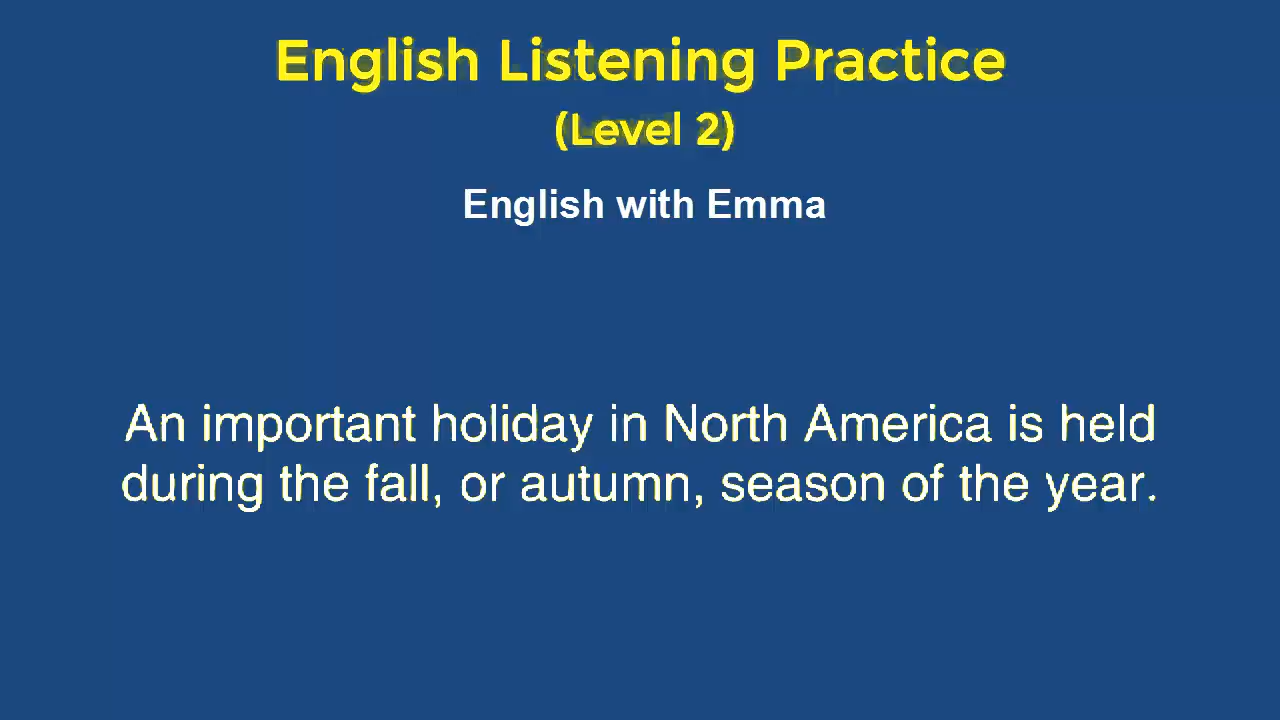 English Listening Practice
(Level 2)
English with Emma
An important holiday in North America is held
during the fall, or autumn, season of the year.